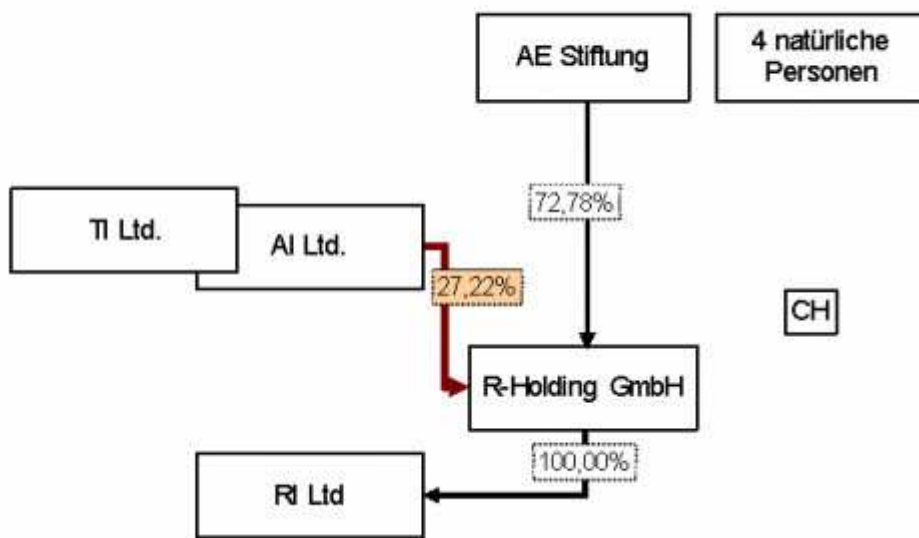 AE Stiftung
4 natürliche
Personen
72,78%
TI Ltd.
AI Ltd.
27,22%
CH
R-Holding GmbH
100,00%
RI Ltd